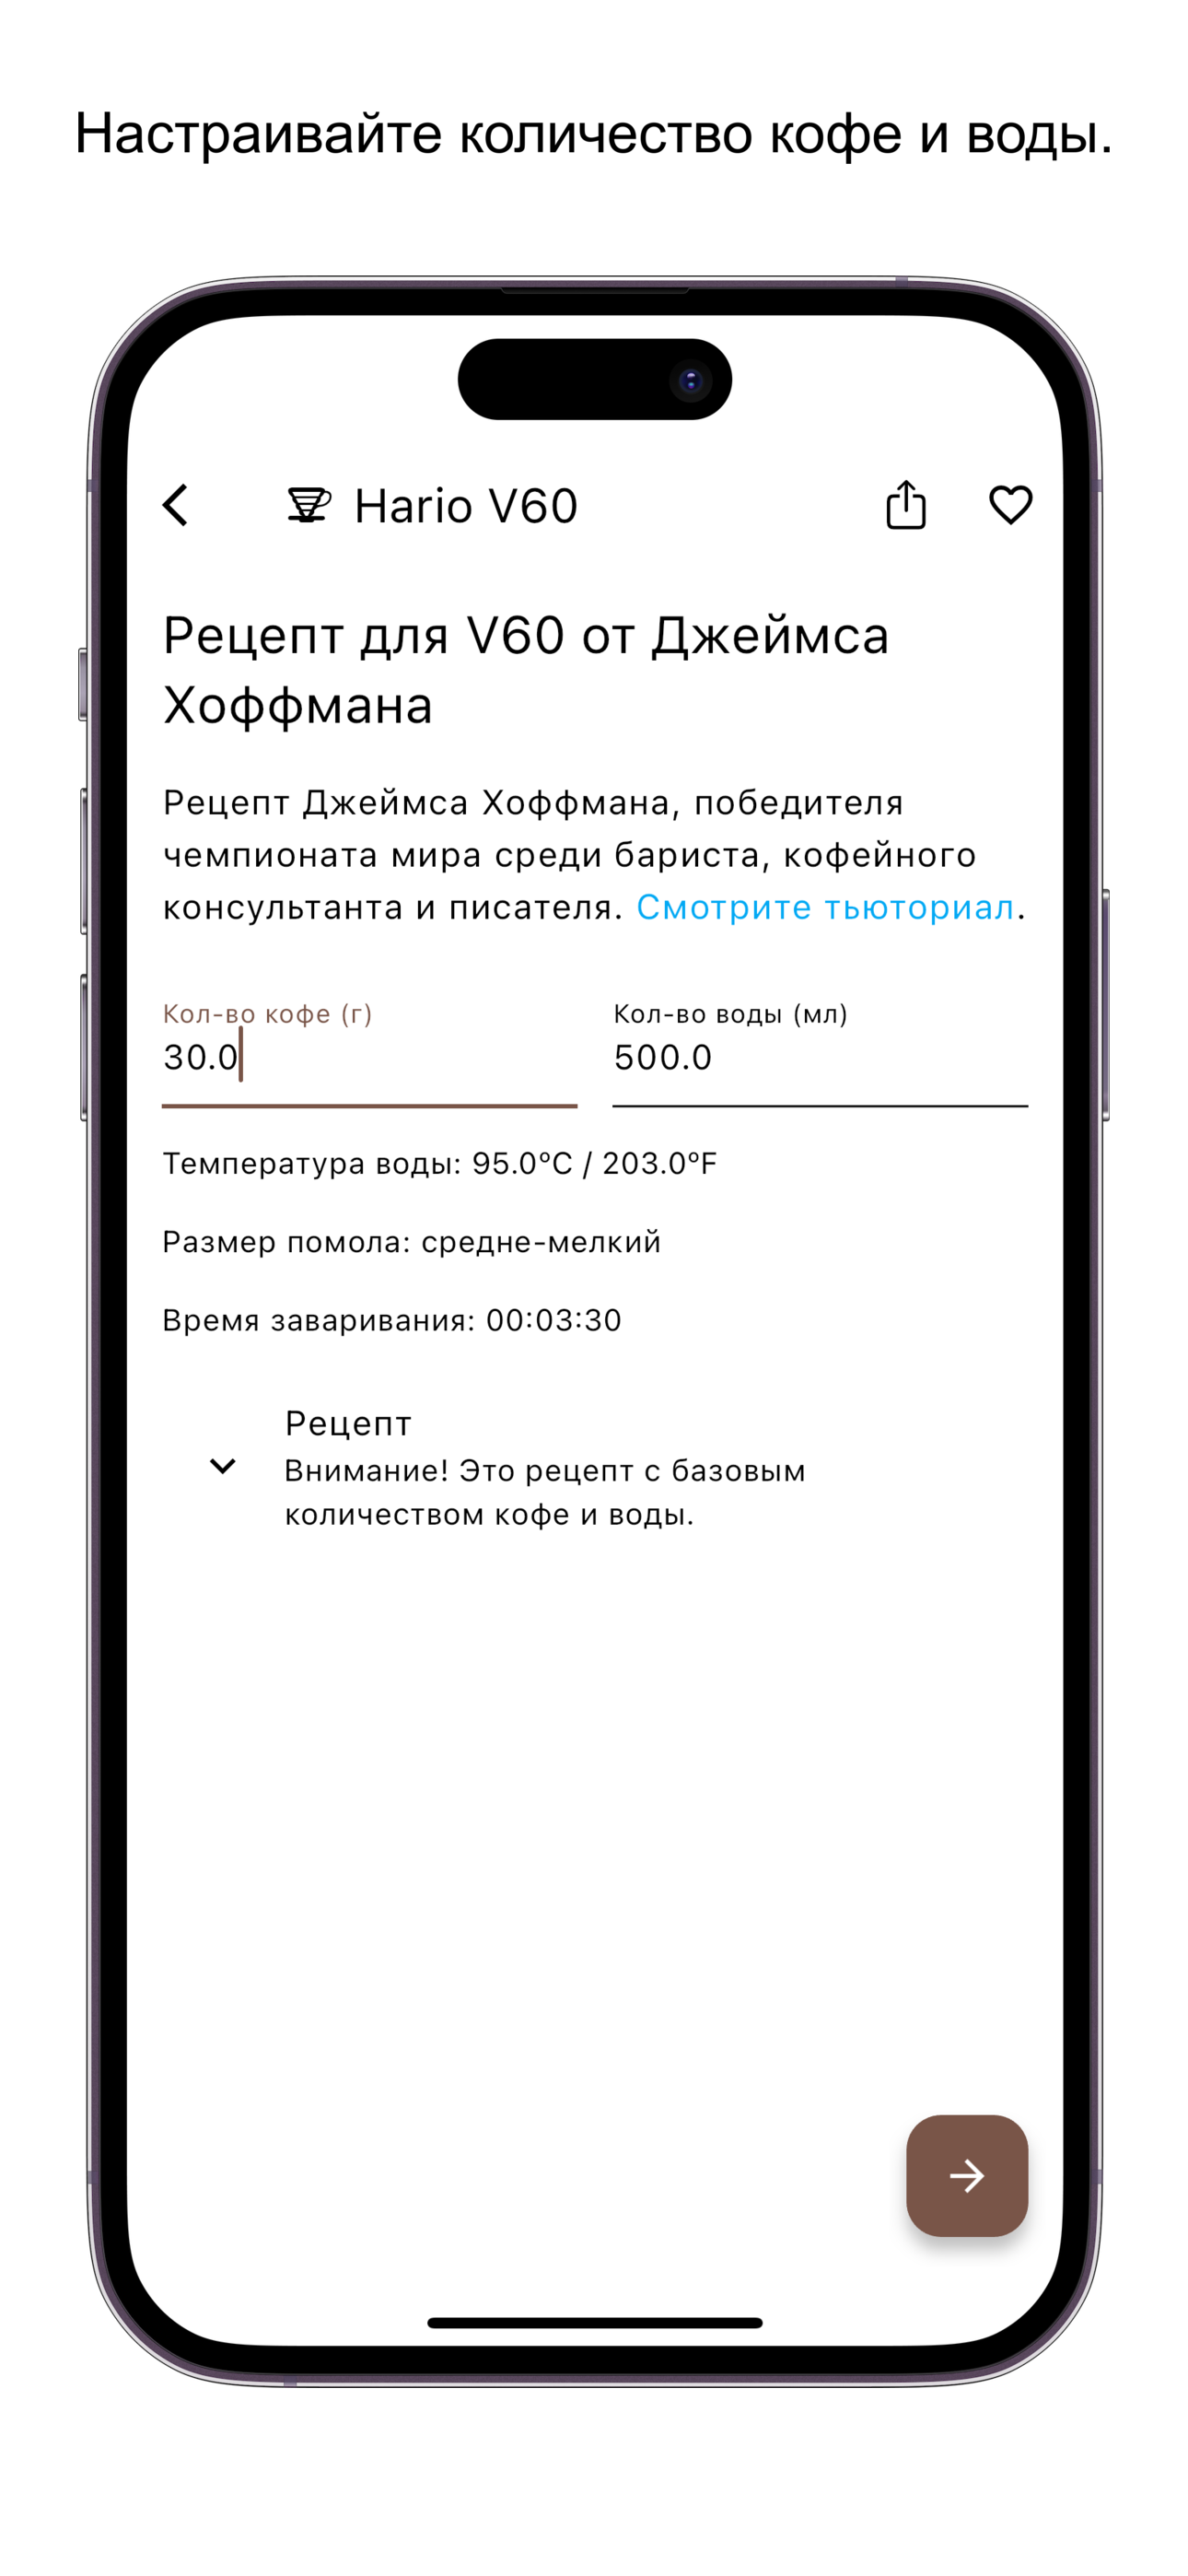 Настраивайте количество кофе и воды.
Hario V60
Рецепт для V60 от Джеймса
Хоффмана
Рецепт Джеймса Хоффмана, победителя
чемпионата мира среди бариста, кофейного
консультанта и писателя. Смотрите тьюториал.
Кол-во кофе (г)
Кол-во воды (мл)
30.0
500.0
Температура воды: 95.0ºC / 203.0ºF
Размер помола: средне-мелкий
Время заваривания: 00:03:30
Рецепт
Внимание! Это рецепт с базовым
количеством кофе и воды.